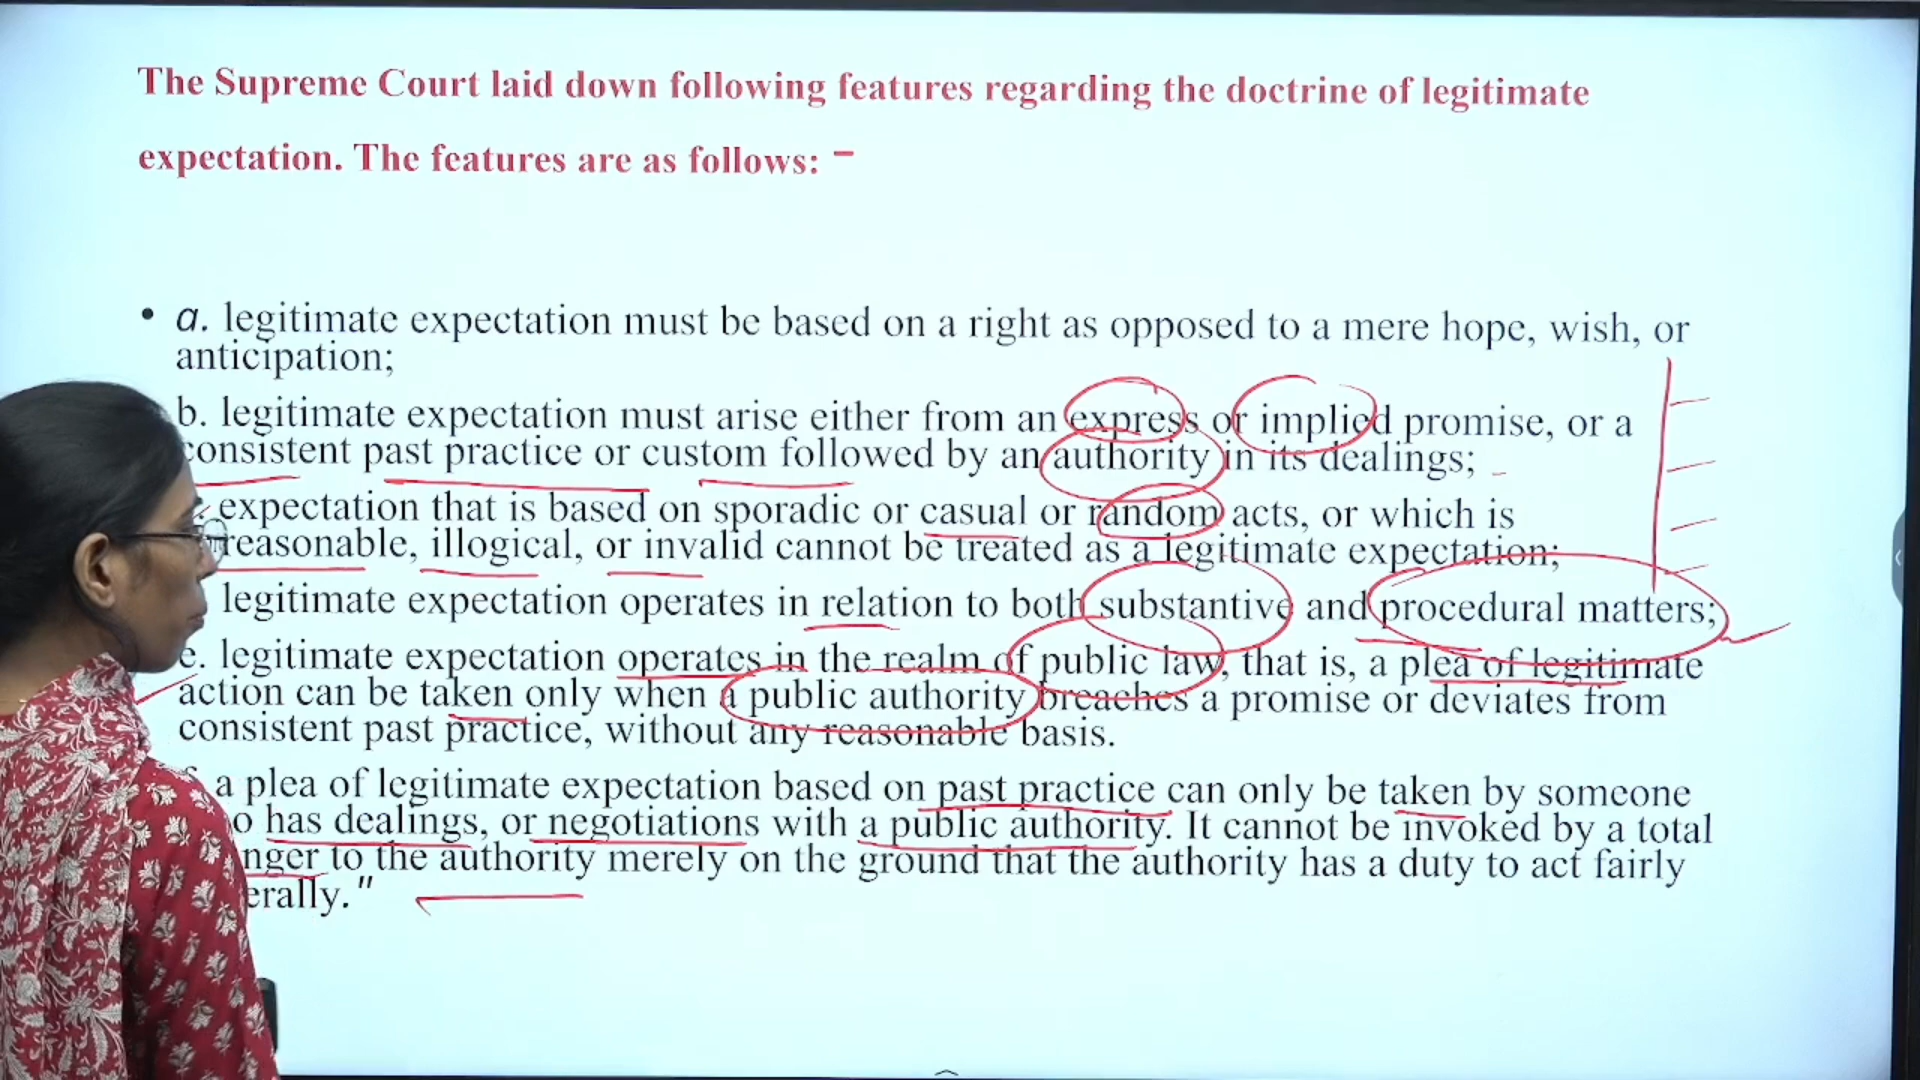 The Supreme Court laid down following features regarding the doctrine of legitimate
expectation. The features are as follows: –
• a. legitimate expectation must be based on a right as opposed to a mere hope, wish, or
anticipation;
b. legitimate expectation must arise either from an express or implied promise, or a
consistent past practice or custom followed by an authority in its dealings;
expectation that is based on sporadic or casual or random acts, or which is
reasonable, illogical, or invalid cannot be treated as a legitimate expectation;
legitimate expectation operates in relation to both substantive and procedural matters;
e. legitimate expectation operates in the realm of public law, that is, a plea of legitimate
action can be taken only when a public authority breaches a promise or deviates from
consistent past practice, without any reasonable basis.
a plea of legitimate expectation based on past practice can only be taken by someone
has dealings, or negotiations with a public authority. It cannot be invoked by a total
to the authority merely on the ground that the authority has a duty to act fairly